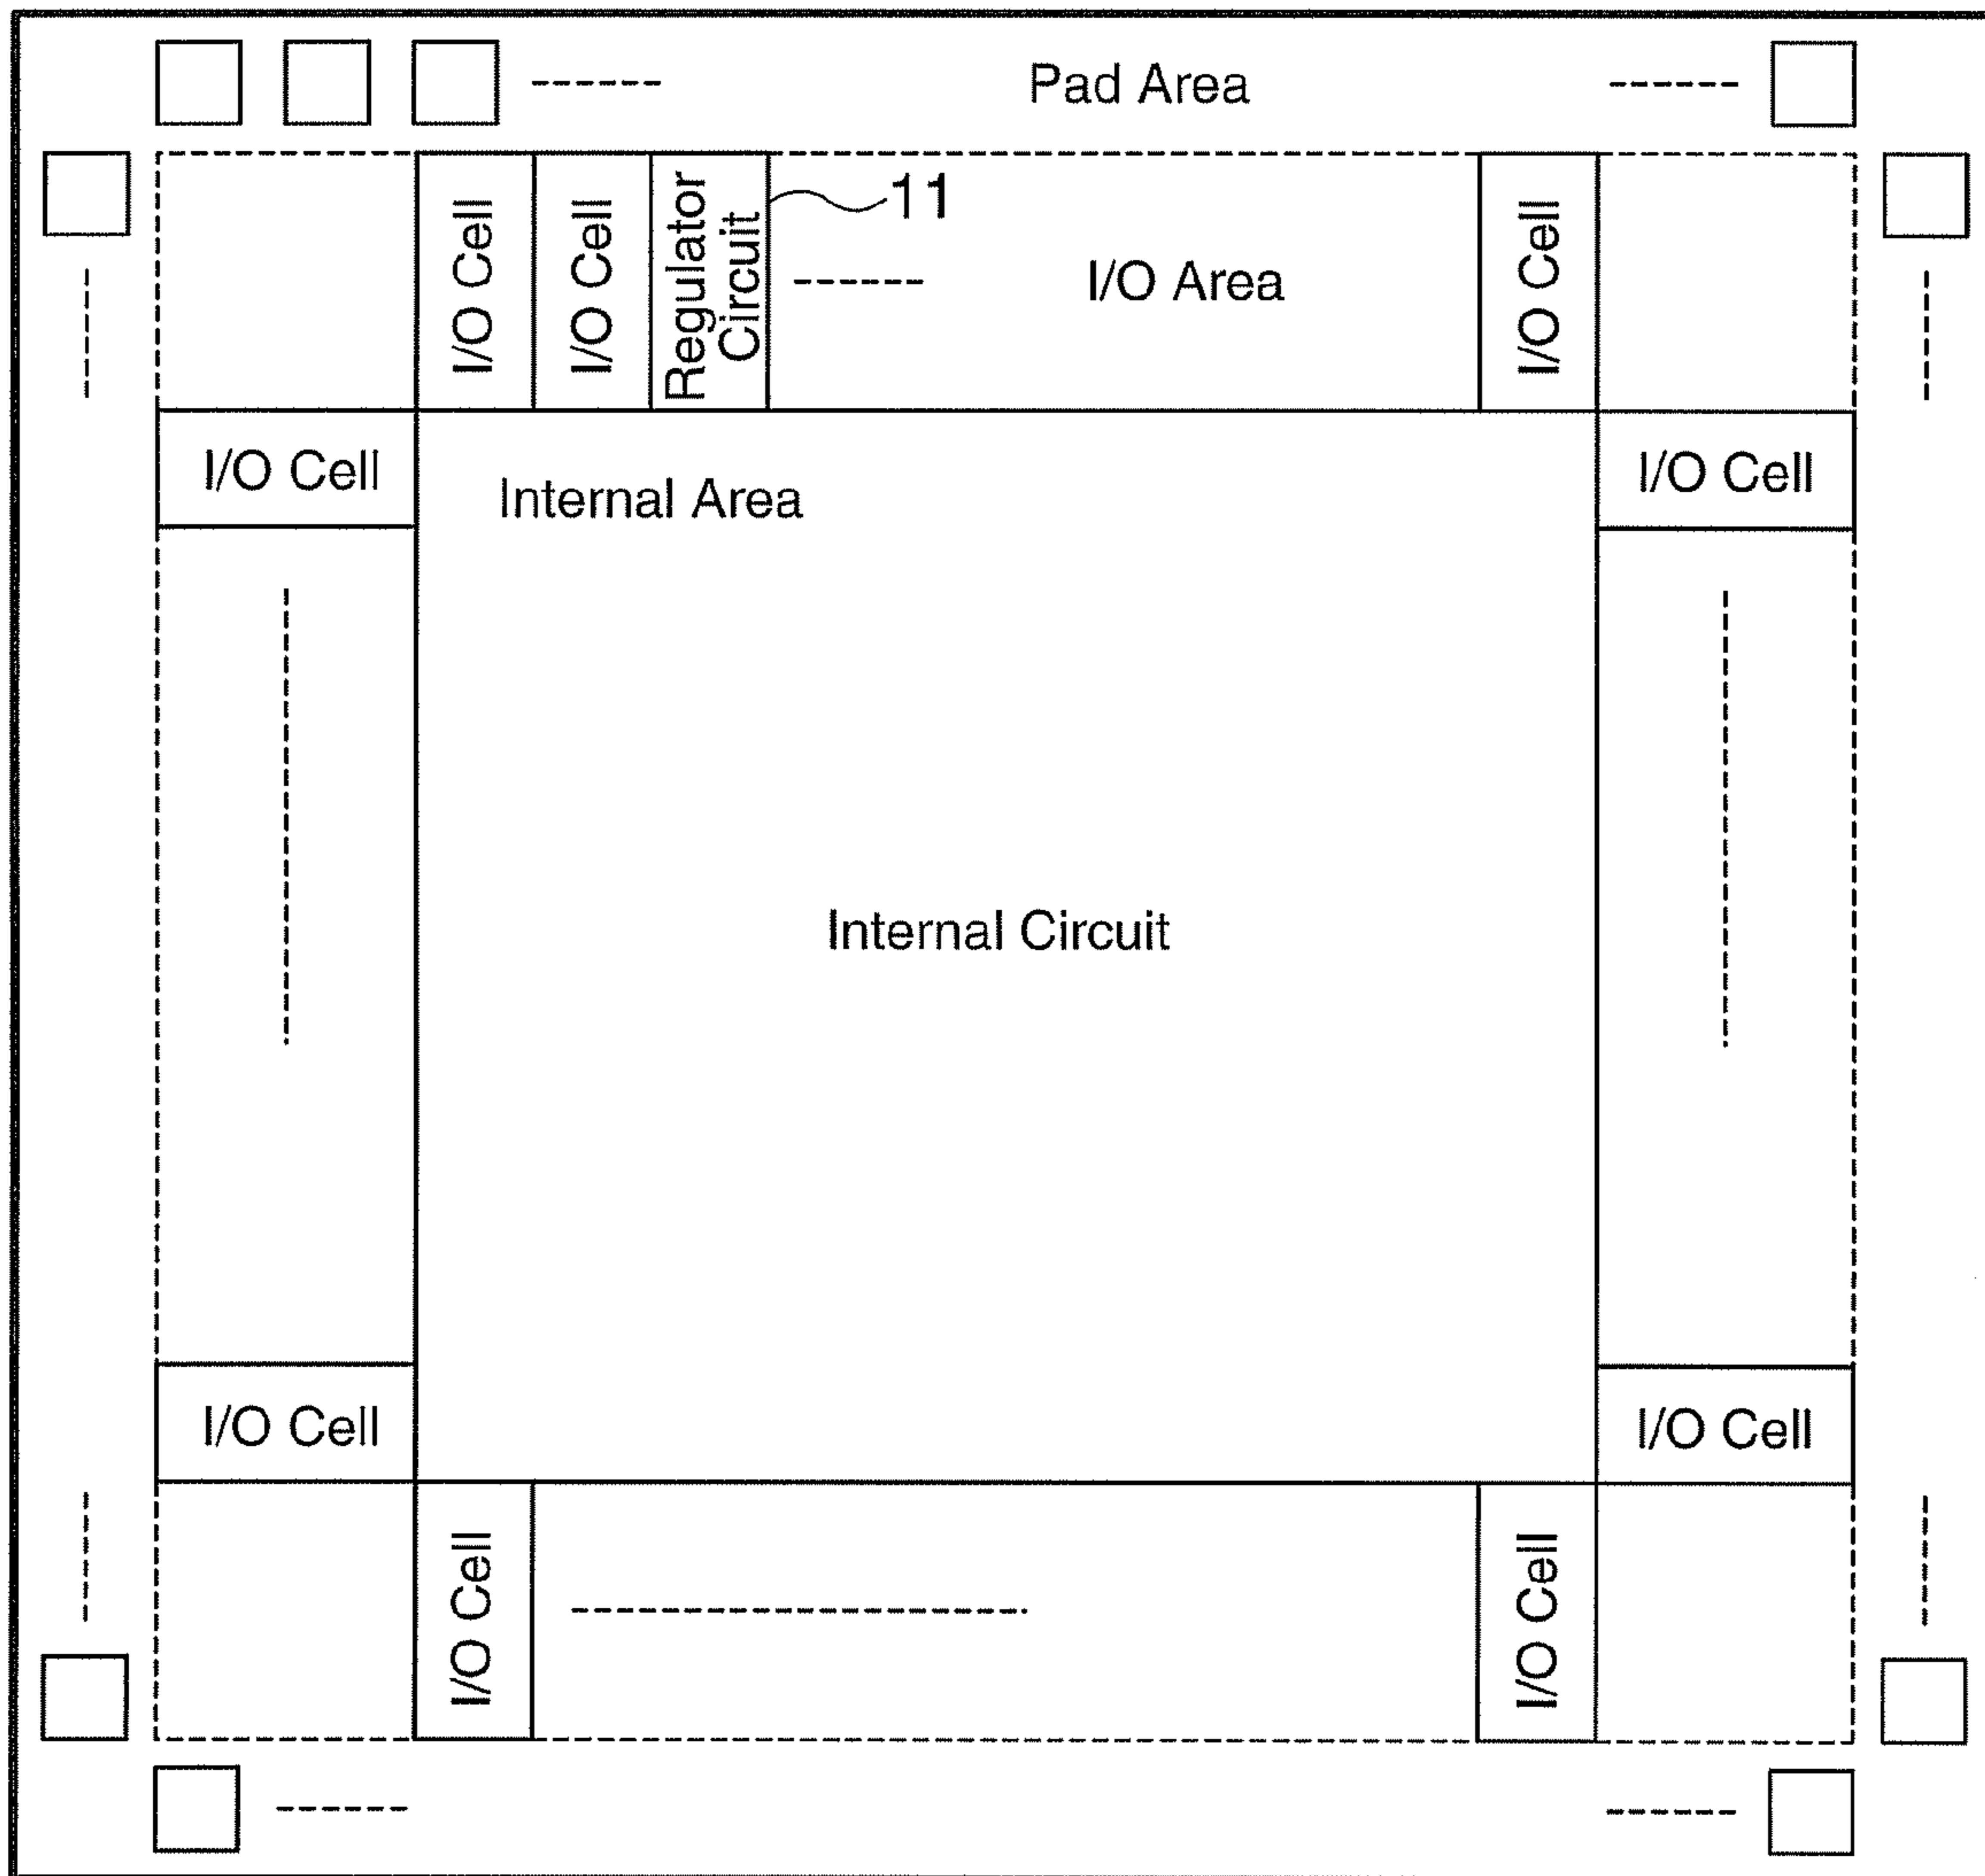 Pad Area
I/O Cell
I/O Cell
Regulator
Circuit
11
I/O Area
I/O Cell
I/O Cell
Internal Area
I/O Cell
Internal Circuit
I/O Cell
I/O Cell
I/O Cell
I/O Cell